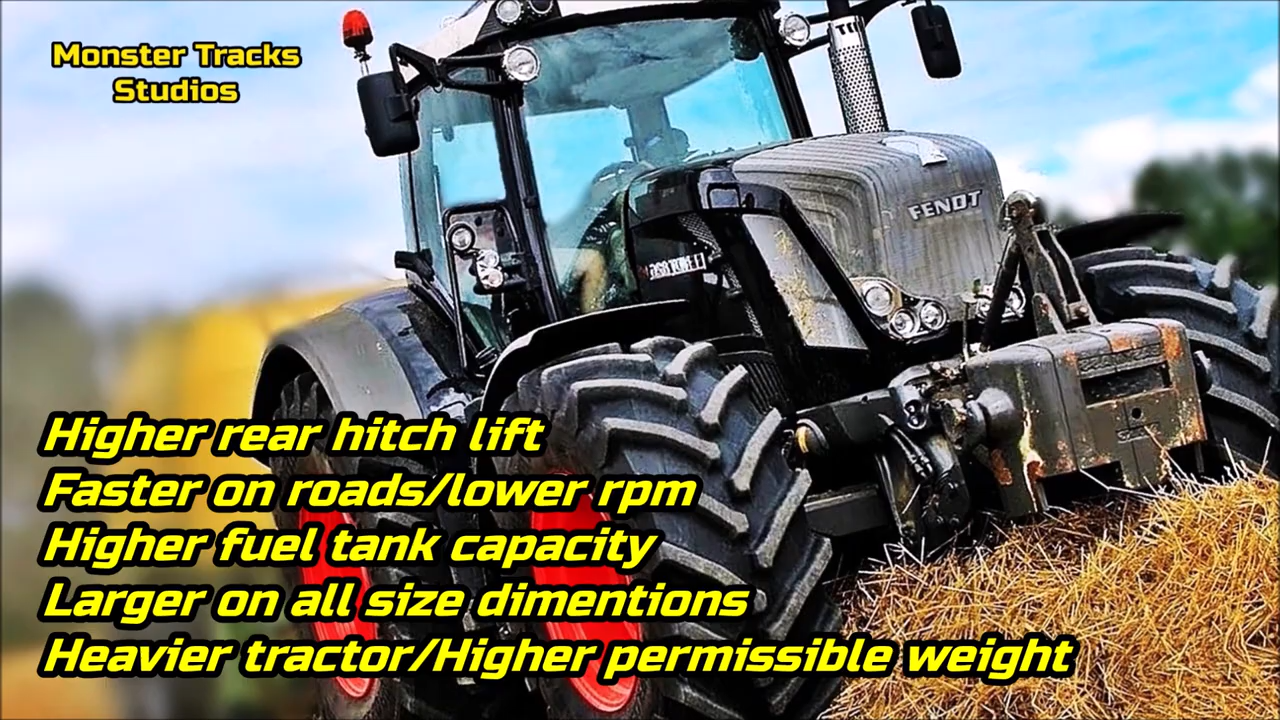 Monster Tracks
Studios
FENDT
Higher rear hitch lift
Faster on roads/lower rpm
Higher fuel tank capacity
Larger on all size dimentions
Heavier tractor/Higher permissible weight